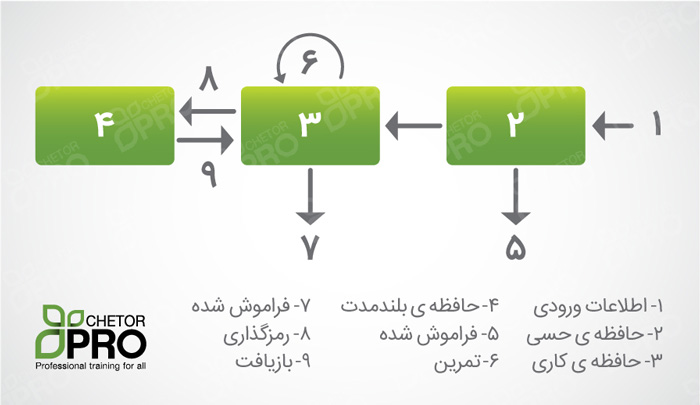 ۸
۶
۴
۳
۲
۱
۹
۷
۵
۱- اطلاعات ورودی
۲- حافظه ی حسی
۳- حافظه ی کاری
۴- حافظه ی بلندمدت
۵- فراموش شده
۶- تمرین
۷- فراموش شده
۸- رمزگذاری
۹- بازیافت
CHETOR
PRO
Professional training for all